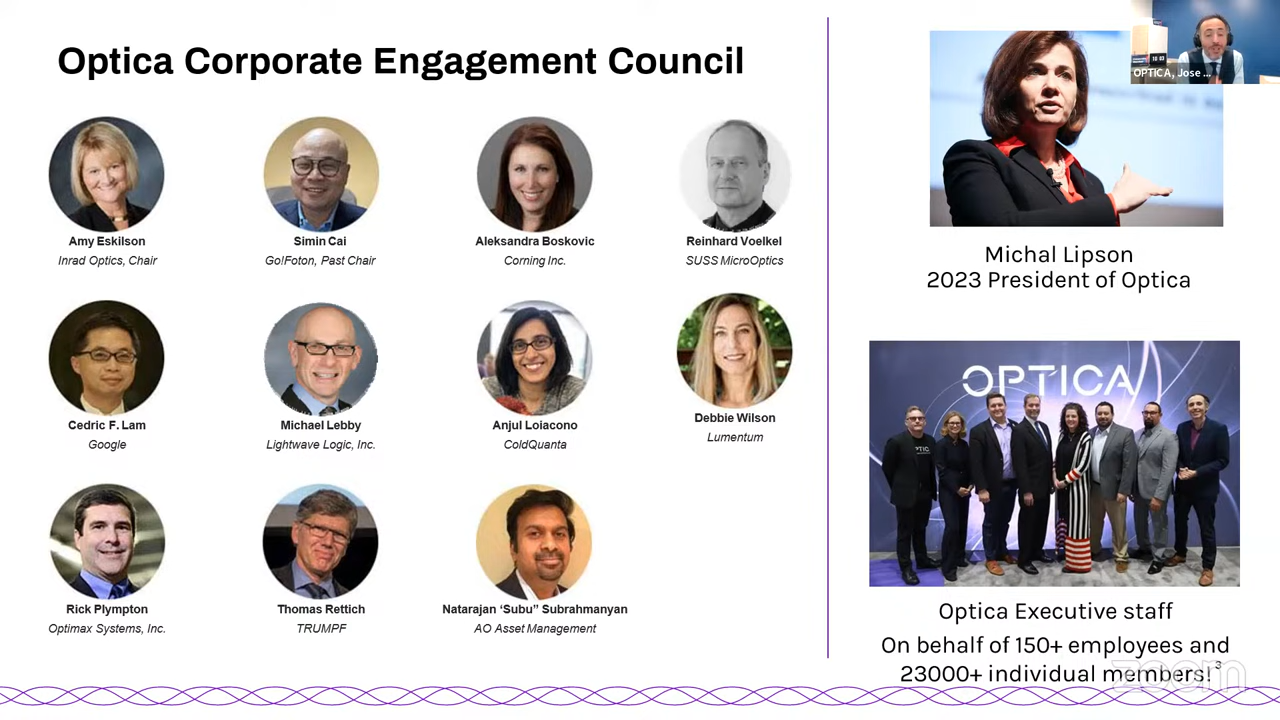 Optica Corporate Engagement Council
OPTICA, Jose ...
Amy Eskilson
Inrad Optics, Chair
Simin Cai
Go!Foton, Past Chair
Aleksandra Boskovic
Corning Inc.
Reinhard Voelkel
SUSS MicroOptics
Cedric F. Lam
Google
Michael Lebby
Lightwave Logic, Inc.
Anjul Loiacono
ColdQuanta
Debbie Wilson
Lumentum
Rick Plympton
Optimax Systems, Inc.
Thomas Rettich
TRUMPF
Natarajan ‘Subu” Subrahmanyan
AO Asset Management
Michal Lipson
2023 President of Optica
OPTICA
Optica Executive staff
On behalf of 150+ employees and
23000+ individual members!
3
zoom